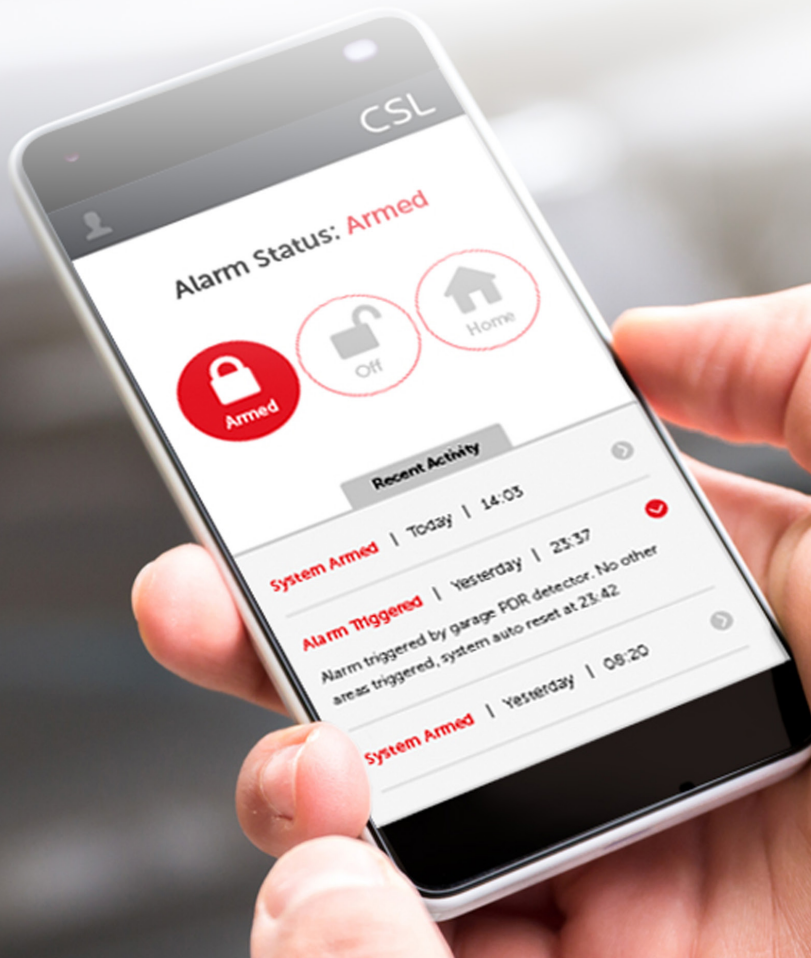 CSL
Alarm Status: Armed
Armed
Off
Home
Recent Activity
System Armed | Today | 14:03
Alarm Triggered | Yesterday | 23:37
Alarm triggered by garage PDR detector. No other
areas triggered, system auto reset at 23:42
System Armed | Yesterday | 08:20